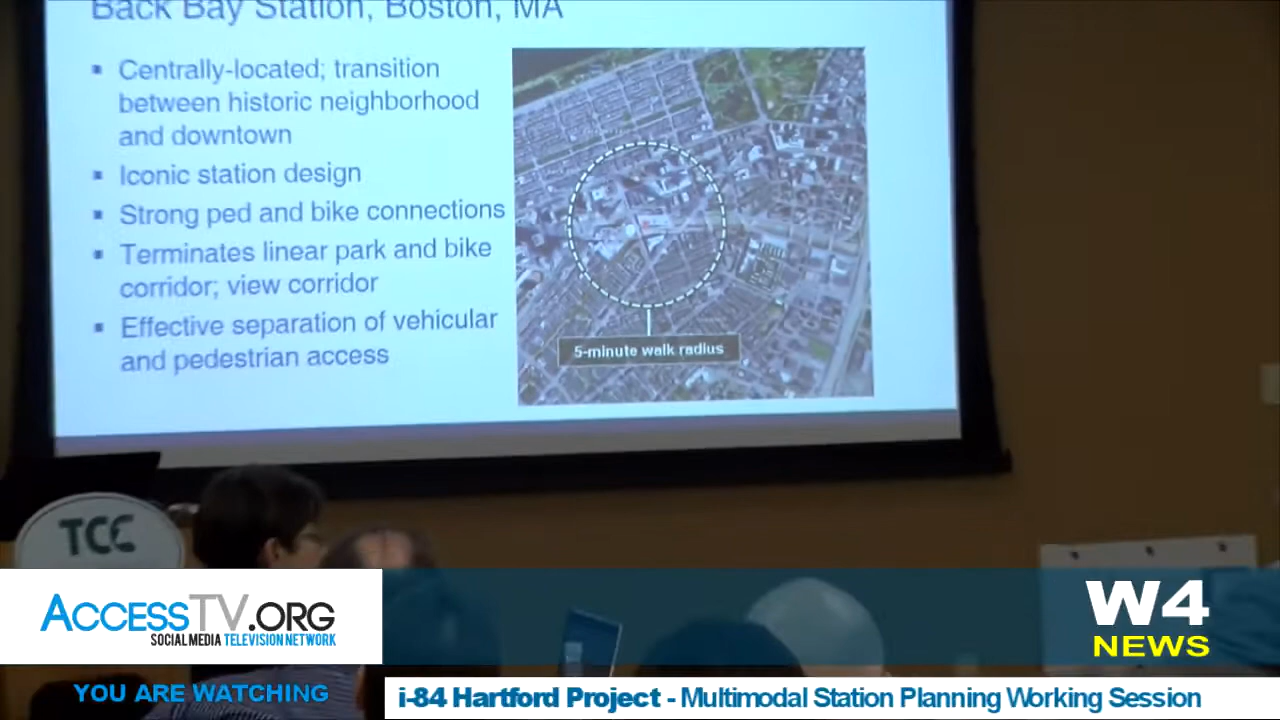 Back Bay Station, Boston, MA
▪ Centrally-located; transition
between historic neighborhood
and downtown
▪ Iconic station design
▪ Strong ped and bike connections
▪ Terminates linear park and bike
corridor; view corridor
▪ Effective separation of vehicular
and pedestrian access
5-minute walk radius
TCC
ACCESSTV.ORG
SOCIAL MEDIA TELEVISION NETWORK
W4
NEWS
YOU ARE WATCHING
i-84 Hartford Project - Multimodal Station Planning Working Session